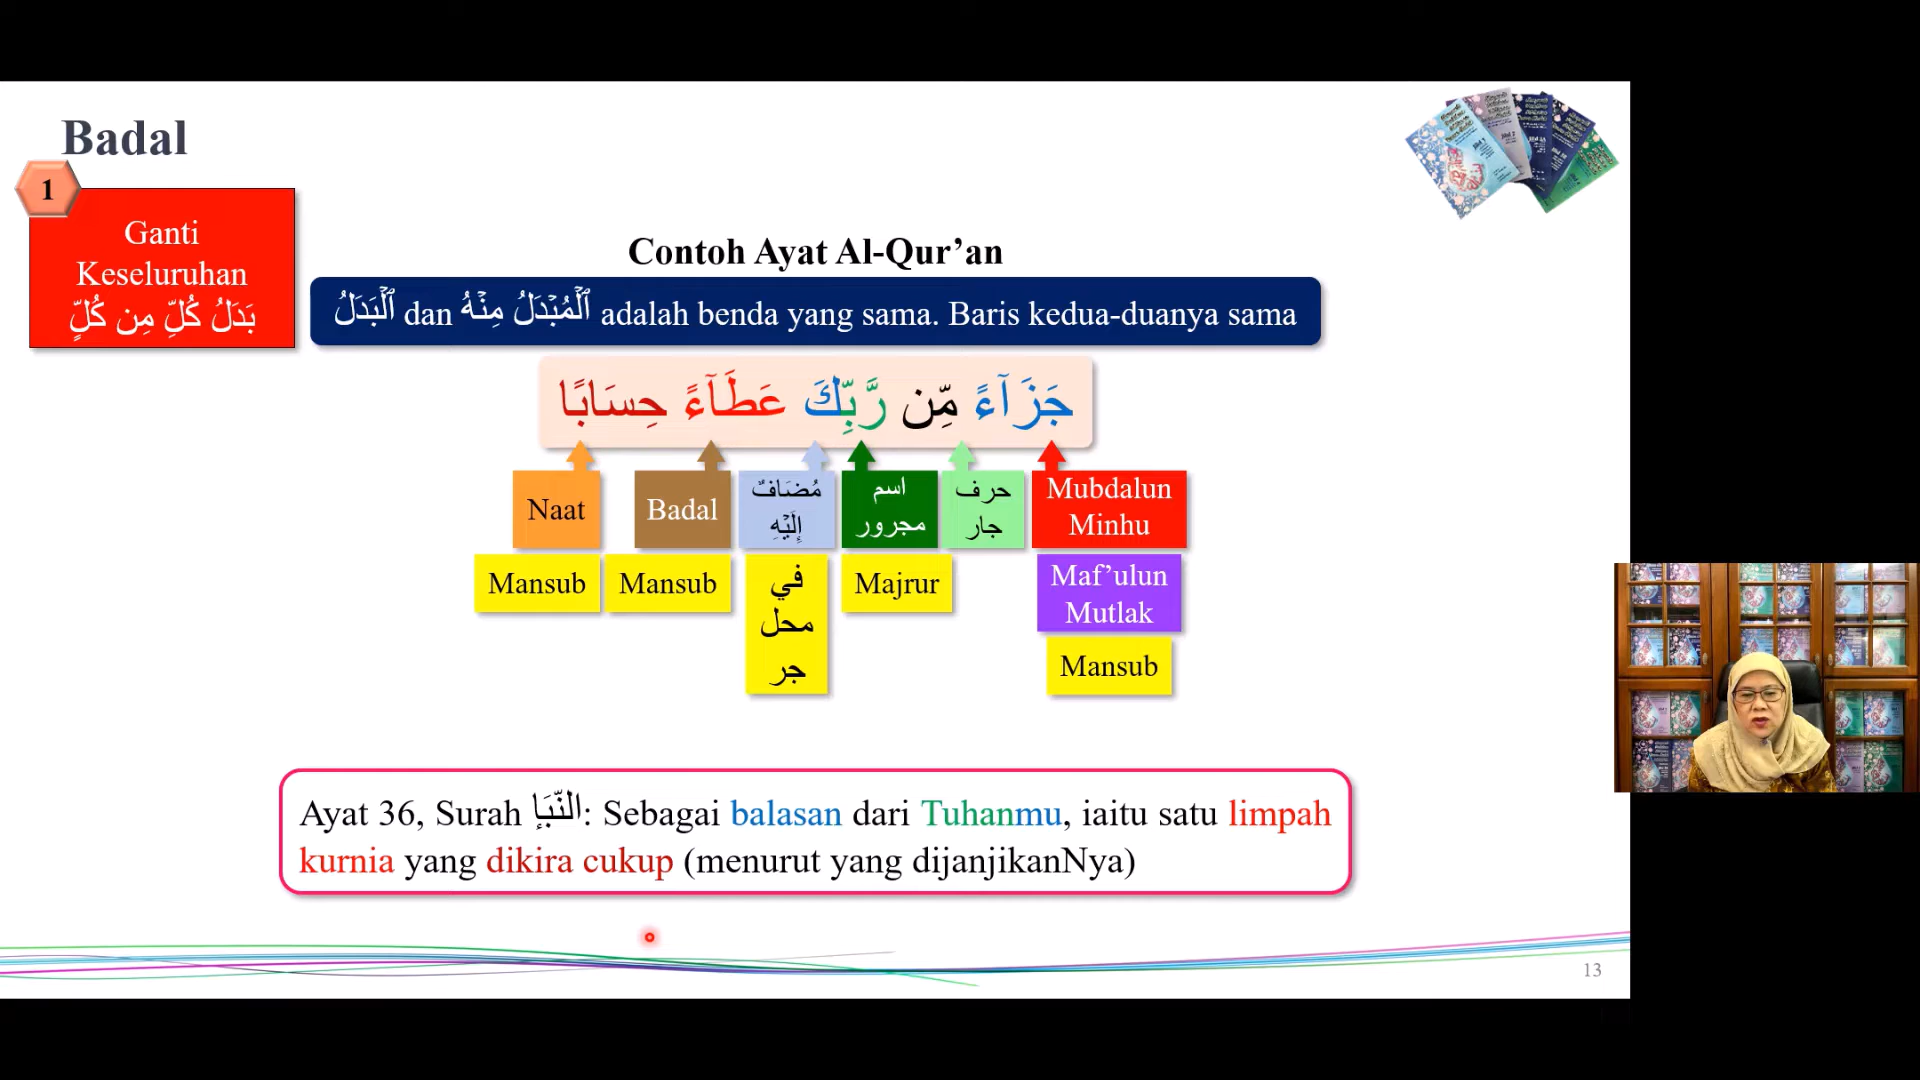 Badal
1
Ganti
Keseluruhan
بَدَلُ كُلِّ مِن كُلٍّ
Contoh Ayat Al-Qur’an
ٱلْبَدَلُ dan ٱلْمُبْدَلُ مِنْهُ adalah benda yang sama. Baris kedua-duanya sama
جَزَآءً مِّن رَّبِّكَ عَطَآءً حِسَابًا
Naat
Badal
مُضَافٌ
إِلَيْهِ
اسم
مجرور
حرف
جار
Mubdalun
Minhu
Mansub
Mansub
في
محل
جر
Majrur
Maf’ulun
Mutlak
Mansub
Ayat 36, Surah النَّبَإِ: Sebagai balasan dari Tuhanmu, iaitu satu limpah
kurnia yang dikira cukup (menurut yang dijanjikanNya)
13